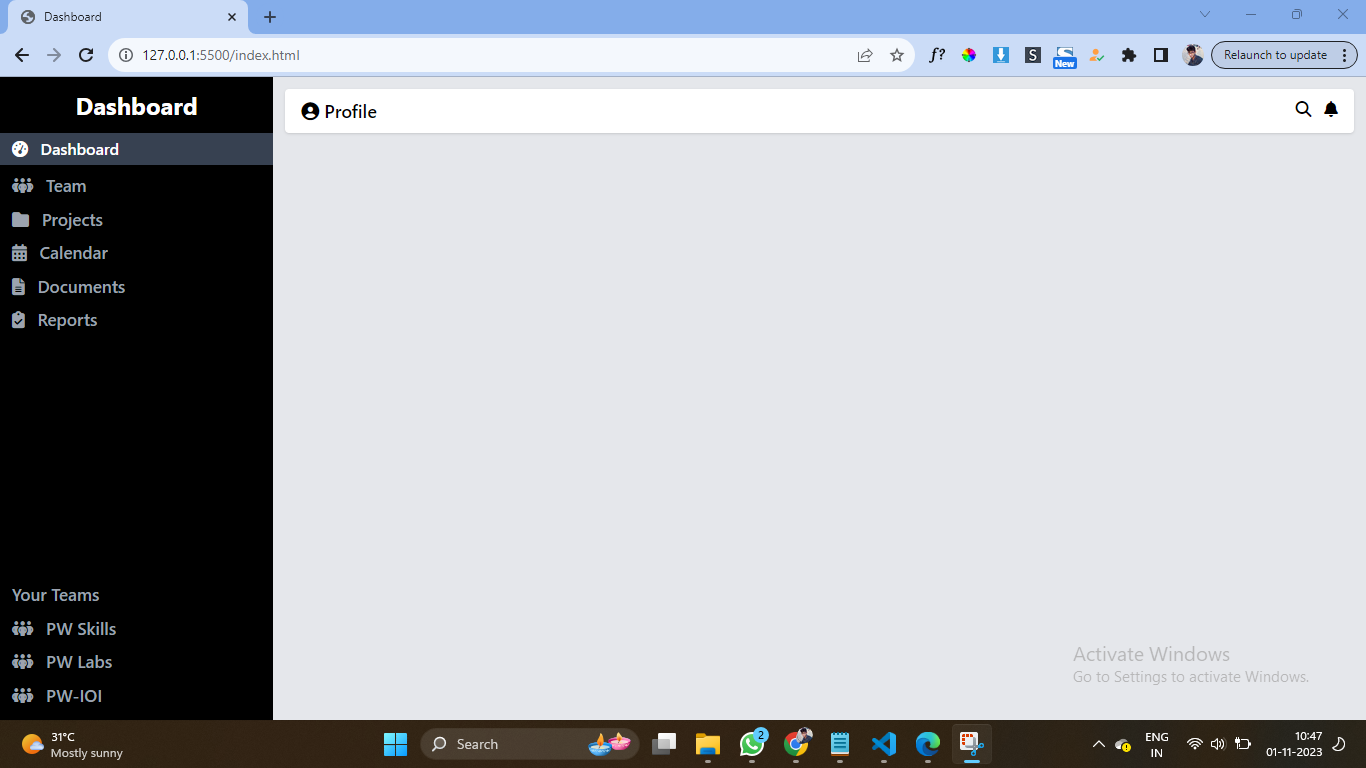 Dashboard
127.0.0.1:5500/index.html
f?
S
New
Relaunch to update
Dashboard
Profile
Dashboard
Team
Projects
Calendar
Documents
Reports
Your Teams
PW Skills
PW Labs
PW-IOI
Activate Windows
Go to Settings to activate Windows.
31°C
Mostly sunny
Search
2
ENG
IN
10:47
01-11-2023